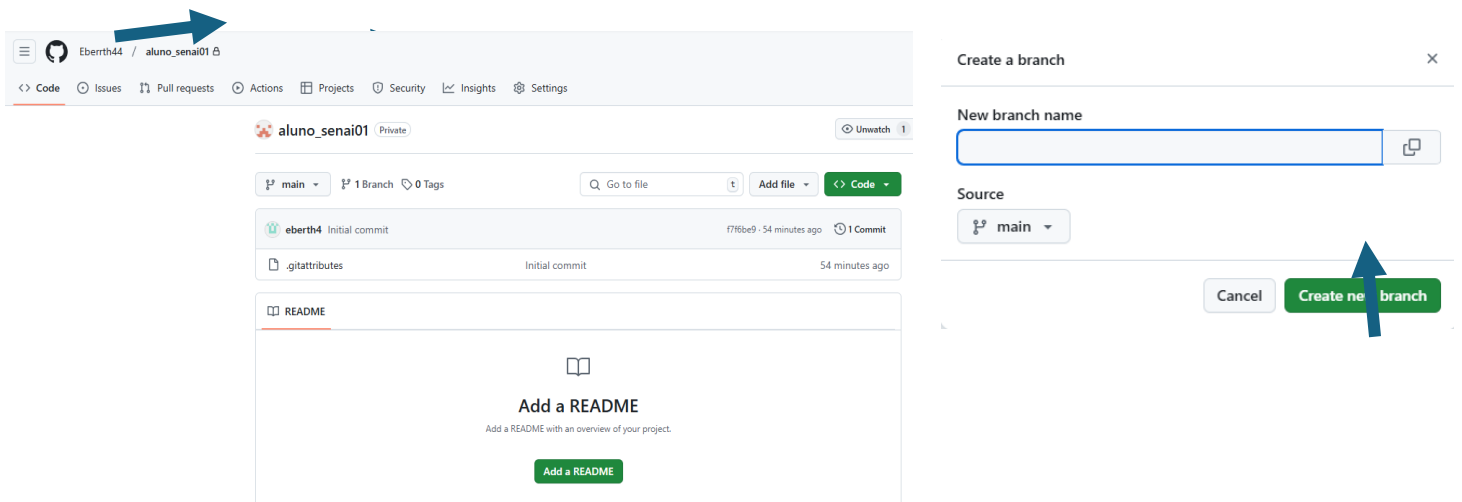 Eberrth44 / aluno_senai01
Code Issues Pull requests Actions Projects Security Insights Settings
aluno_senai01 Private Unwatch 1
main 1 Branch 0 Tags Go to file t Add file Code
eberth4 Initial commit f7f6be9 · 54 minutes ago 1 Commit
.gitattributes Initial commit 54 minutes ago
README
Add a README
Add a README with an overview of your project.
Add a README
Create a branch
New branch name
Source
main
Cancel Create new branch